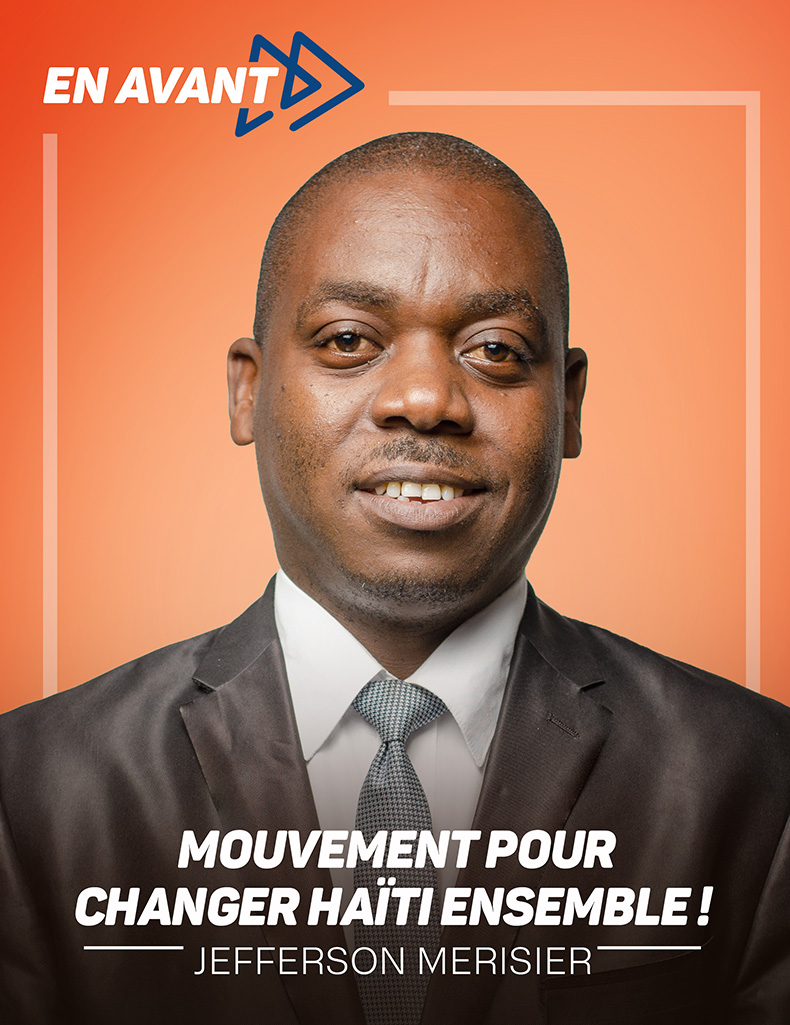 EN AVANT
MOUVEMENT POUR
CHANGER HAÏTI ENSEMBLE !
JEFFERSON MERISIER